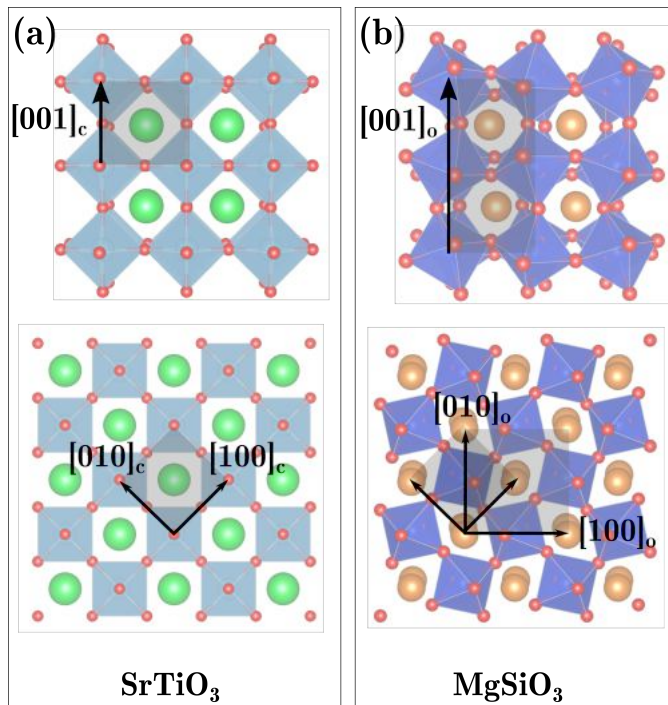 (a)
[001]c
[010]c [100]c
SrTiO₃
(b)
[001]o
[010]o
[100]o
MgSiO₃